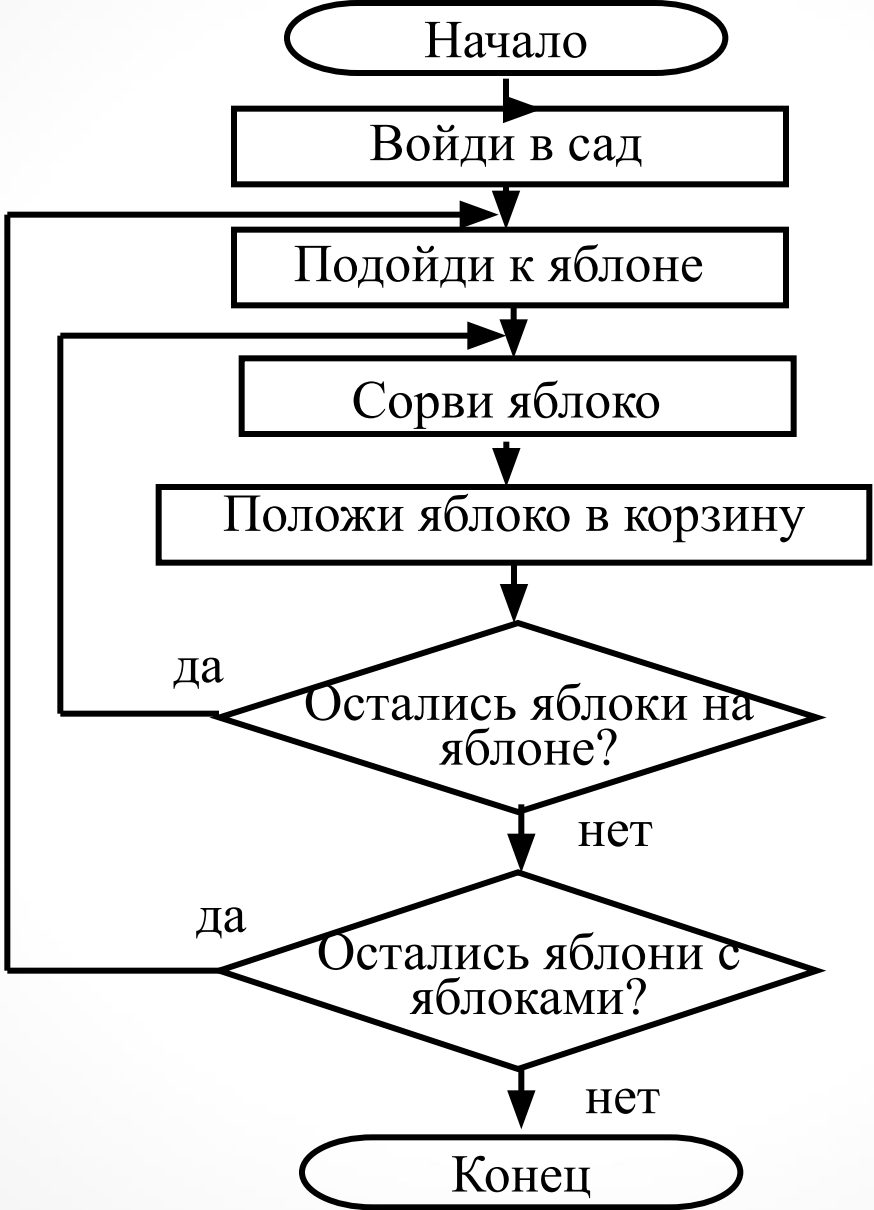 Начало
Войди в сад
Подойди к яблоне
Сорви яблоко
Положи яблоко в корзину
да
Остались яблоки на
яблоне?
нет
да
Остались яблони с
яблоками?
нет
Конец